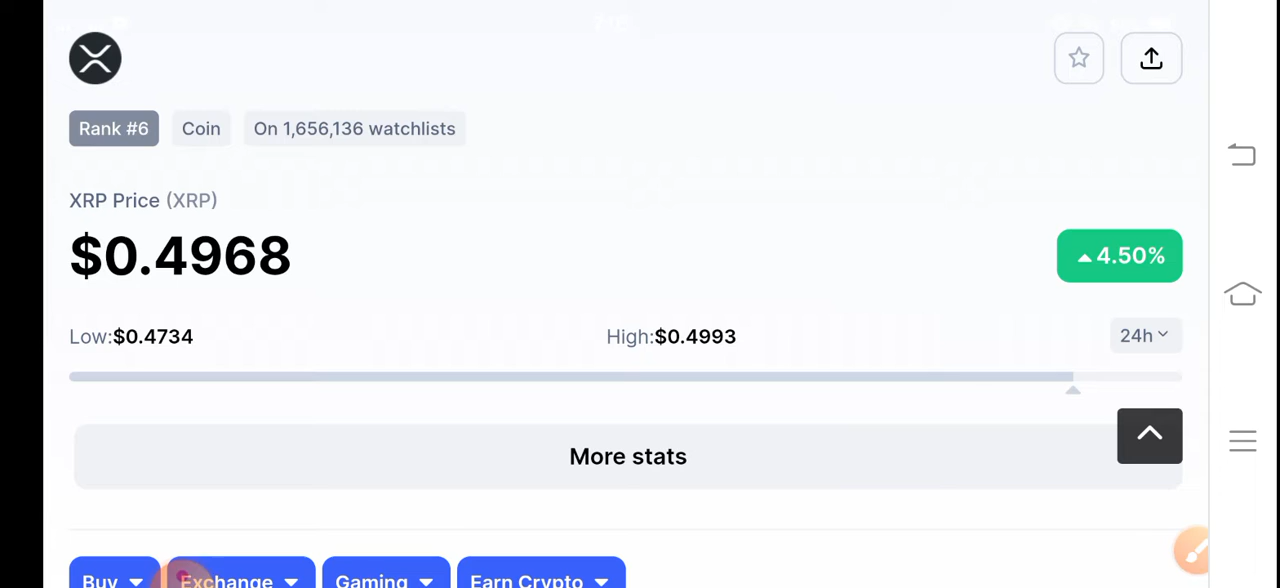 Rank #6 Coin On 1,656,136 watchlists
XRP Price (XRP)
$0.4968 4.50%
Low:$0.4734 High:$0.4993 24h
More stats
Buy Exchange Gaming Earn Crypto